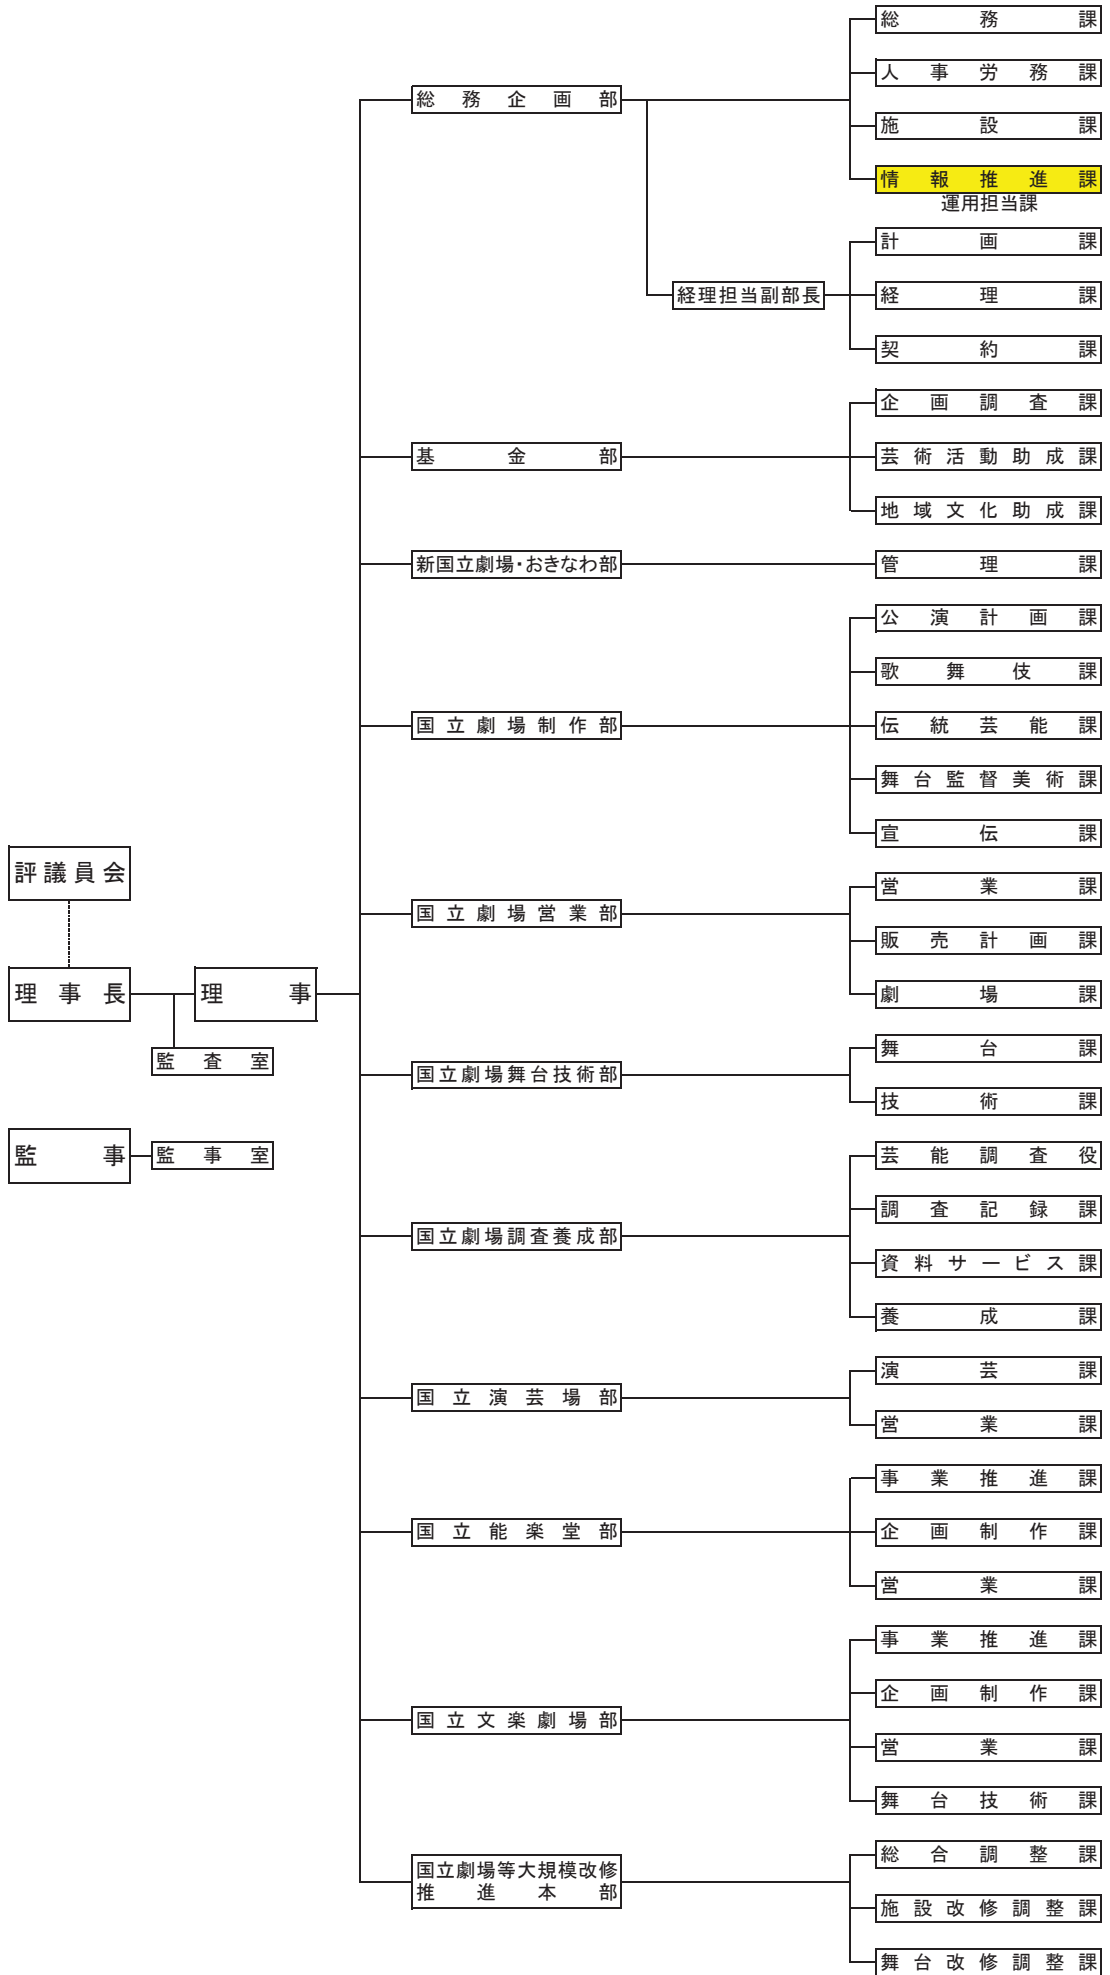 総務課
人事労務課
総務企画部
施設課
情報推進課
運用担当課
計画課
経理担当副部長
経理課
契約課
企画調査課
基金部
芸術活動助成課
地域文化助成課
新国立劇場・おきなわ部
管理課
公演計画課
歌舞伎課
国立劇場制作部
伝統芸能課
舞台監督美術課
宣伝課
評議員会
営業課
国立劇場営業部
販売計画課
理事長
理事
劇場課
監査室
舞台課
国立劇場舞台技術部
技術課
監事
監事室
芸能調査役
調査記録課
国立劇場調査養成部
資料サービス課
養成課
演芸課
国立演芸場部
営業課
事業推進課
国立能楽堂部
企画制作課
営業課
事業推進課
企画制作課
国立文楽劇場部
営業課
舞台技術課
総合調整課
国立劇場等大規模改修
推進本部
施設改修調整課
舞台改修調整課